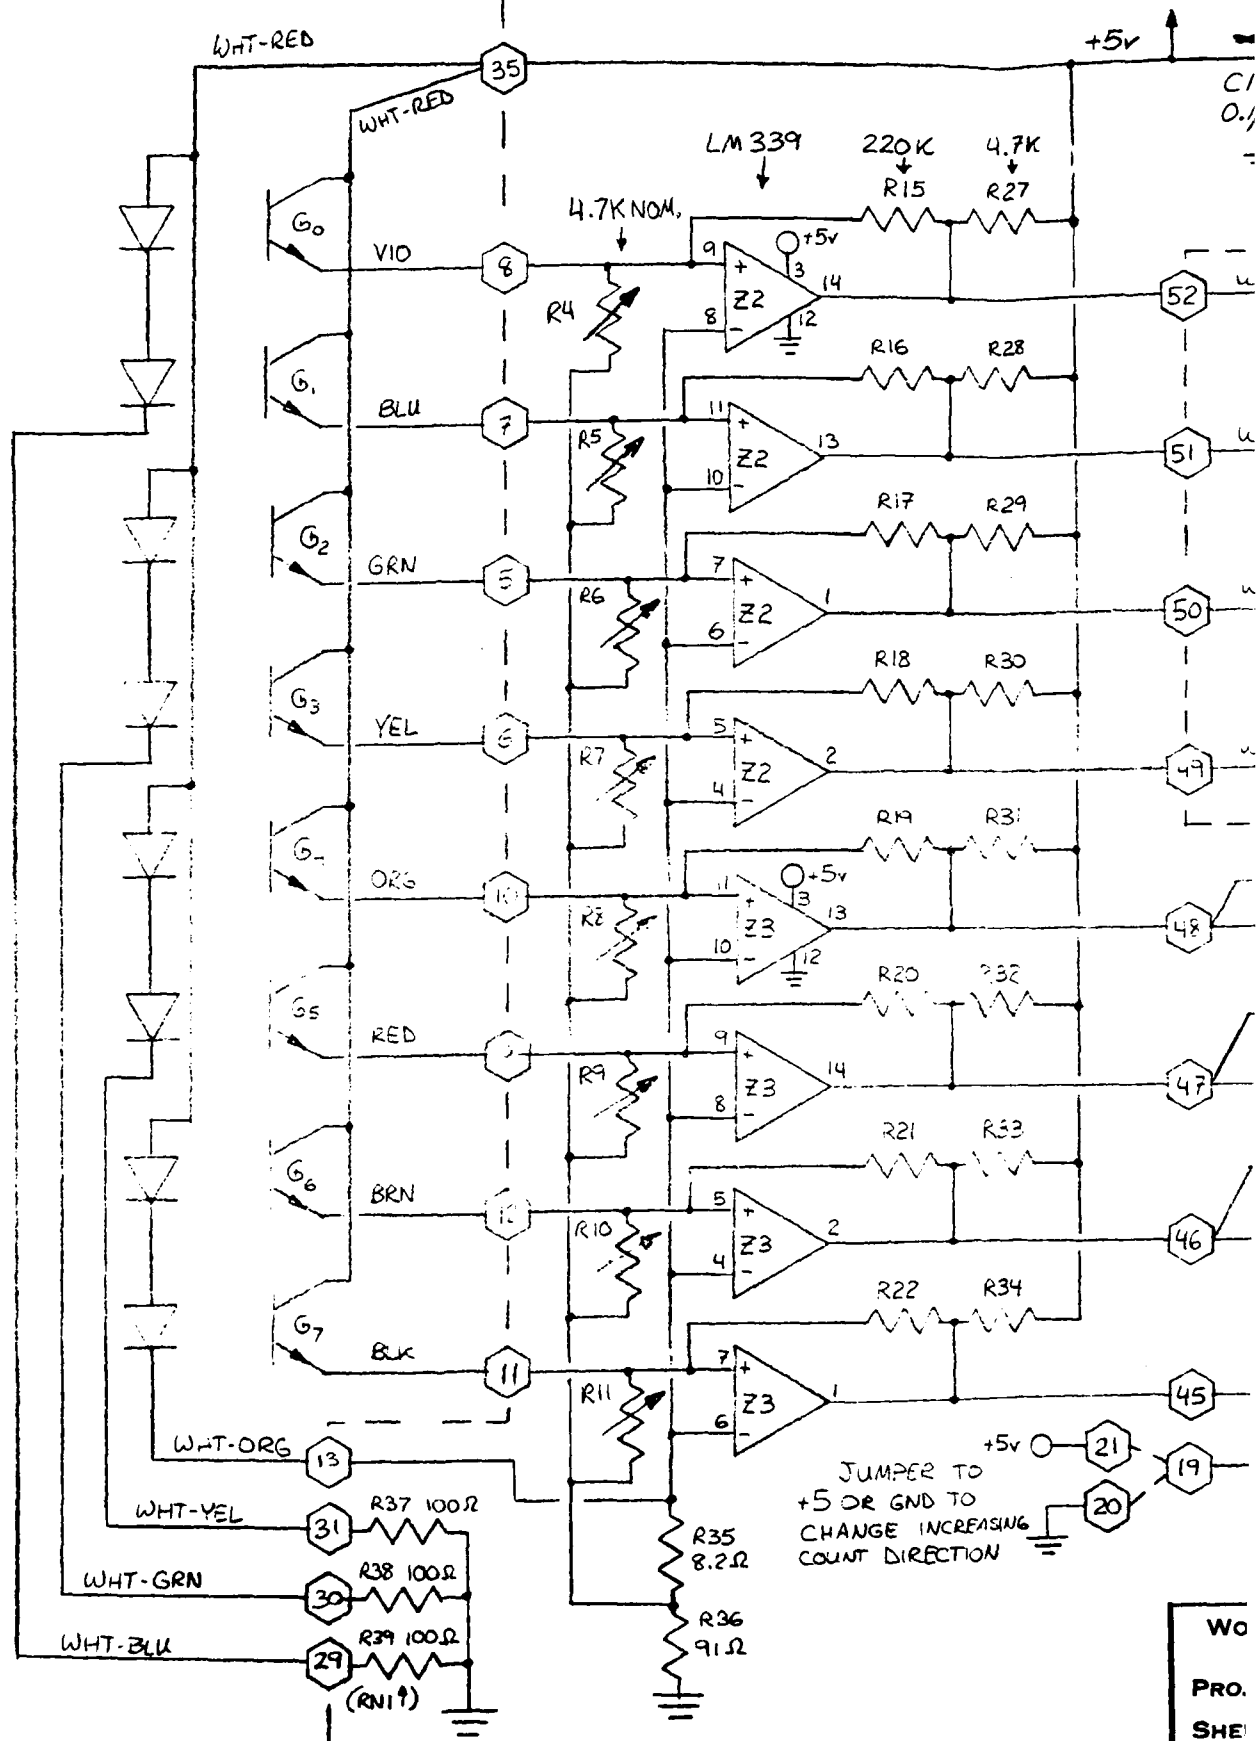 WHT-RED
35
+5v
WHT-RED
C1
LM339
220K
4.7K
R15
R27
4.7K NOM.
G0
VIO
8
9
+
+5v
3
Z2
14
8
-
12
52
R4
R16
R28
G1
BLU
7
R5
11
+
Z2
13
10
-
51
R17
R29
G2
GRN
5
R6
7
+
Z2
1
6
-
50
R18
R30
G3
YEL
6
R7
5
+
Z2
2
4
-
49
R19
R31
ORG
10
R8
11
+
+5v
3
Z3
13
10
-
12
48
R20
R32
G5
RED
R9
9
+
Z3
14
8
-
47
R21
R33
G6
BRN
12
R10
5
+
Z3
2
4
-
46
R22
R34
G7
BLK
11
R11
7
+
Z3
1
6
-
45
WHT-ORG
13
+5v
21
19
20
JUMPER TO
+5 OR GND TO
CHANGE INCREASING
COUNT DIRECTION
WHT-YEL
31
R37 100Ω
R35
8.2Ω
WHT-GRN
30
R38 100Ω
R36
91Ω
WHT-BLU
29
R39 100Ω
(RN1↑)
WO
PRO.
SHE